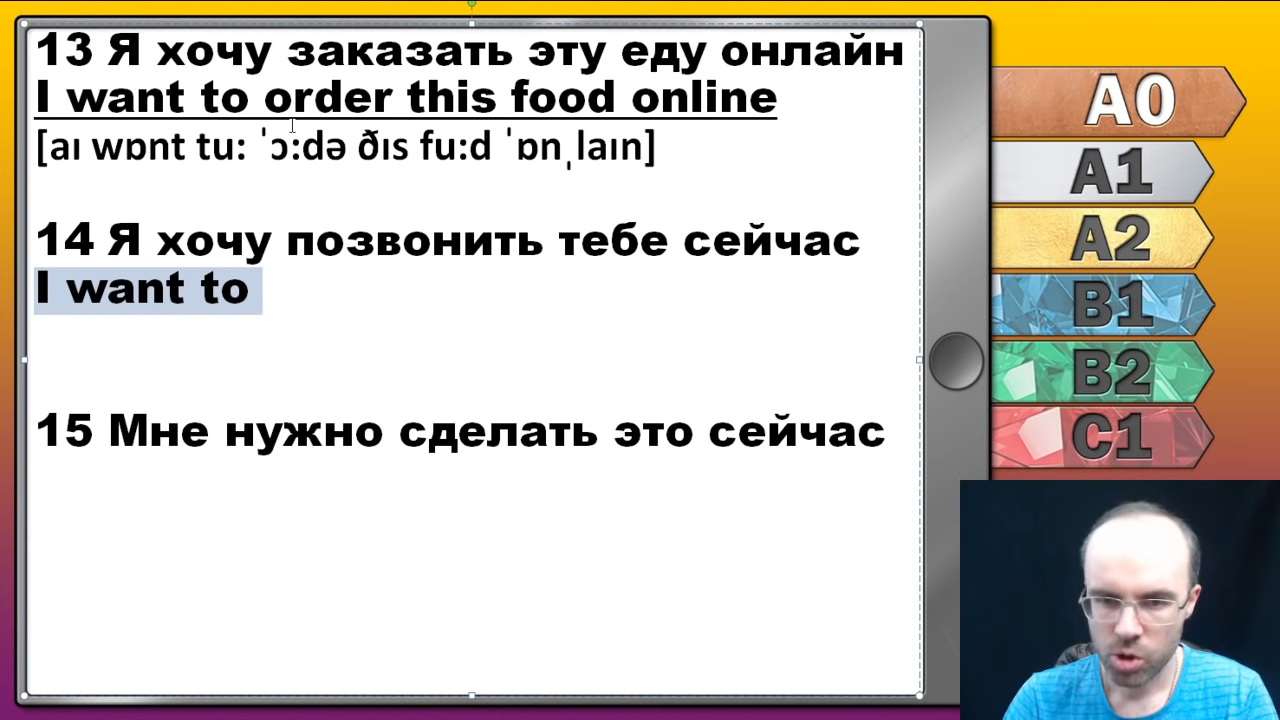 13 Я хочу заказать эту еду онлайн
I want to order this food online
[aɪ wɒnt tuː ˈɔːdə ðɪs fuːd ˈɒnˌlaɪn]
14 Я хочу позвонить тебе сейчас
I want to
15 Мне нужно сделать это сейчас
A0
A1
A2
B1
B2
C1